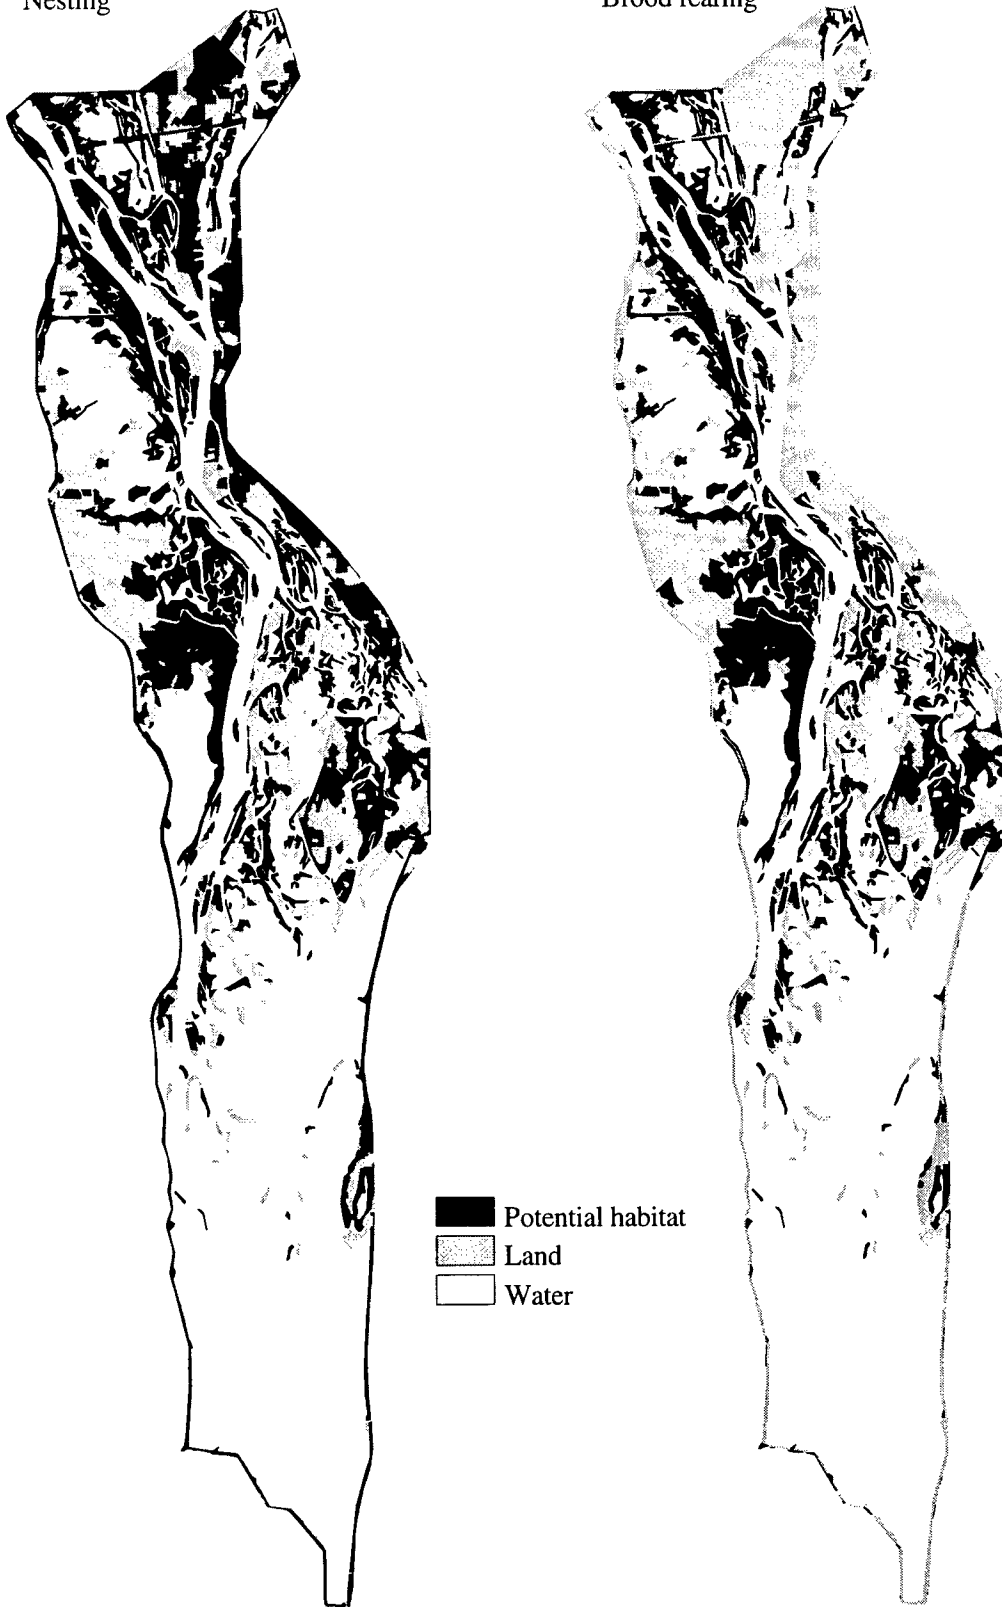 Nesting
Brood rearing
Potential habitat
Land
Water